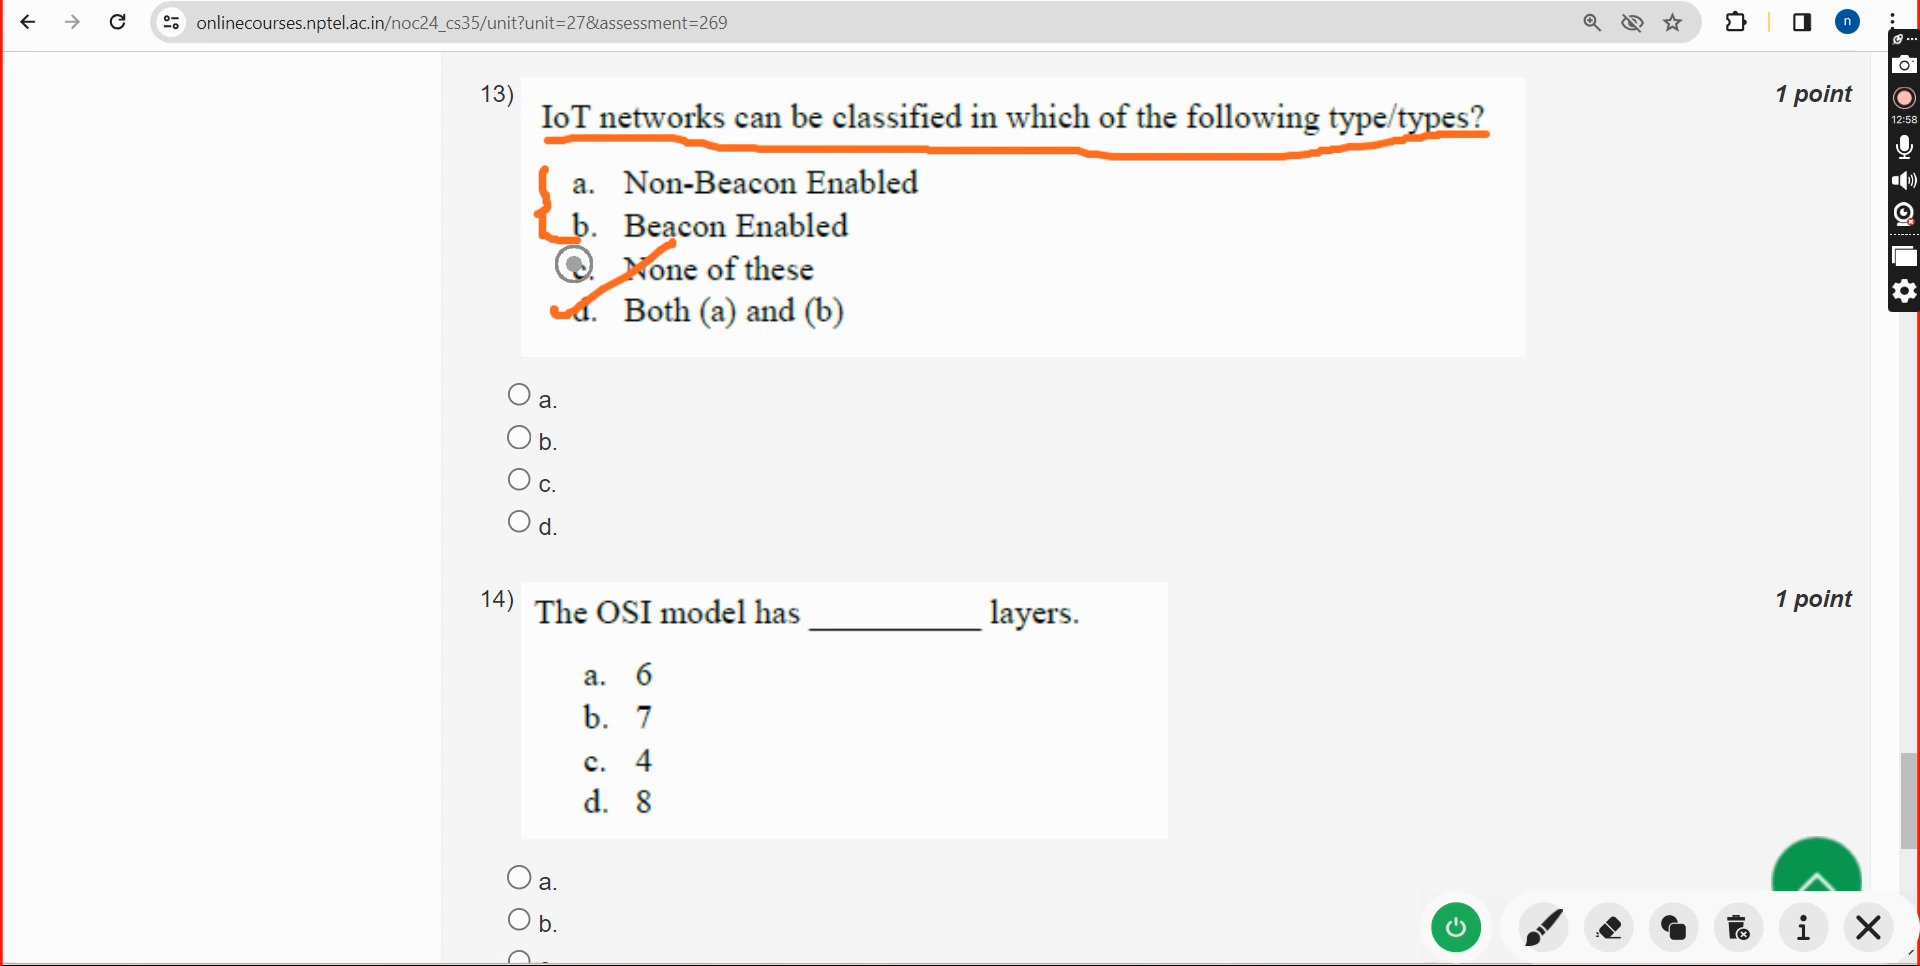 onlinecourses.nptel.ac.in/noc24_cs35/unit?unit=27&assessment=269
n
12:58
13)
1 point
IoT networks can be classified in which of the following type/types?
a. Non-Beacon Enabled
b. Beacon Enabled
c. None of these
d. Both (a) and (b)
a.
b.
c.
d.
14)
1 point
The OSI model has __________ layers.
a. 6
b. 7
c. 4
d. 8
a.
b.